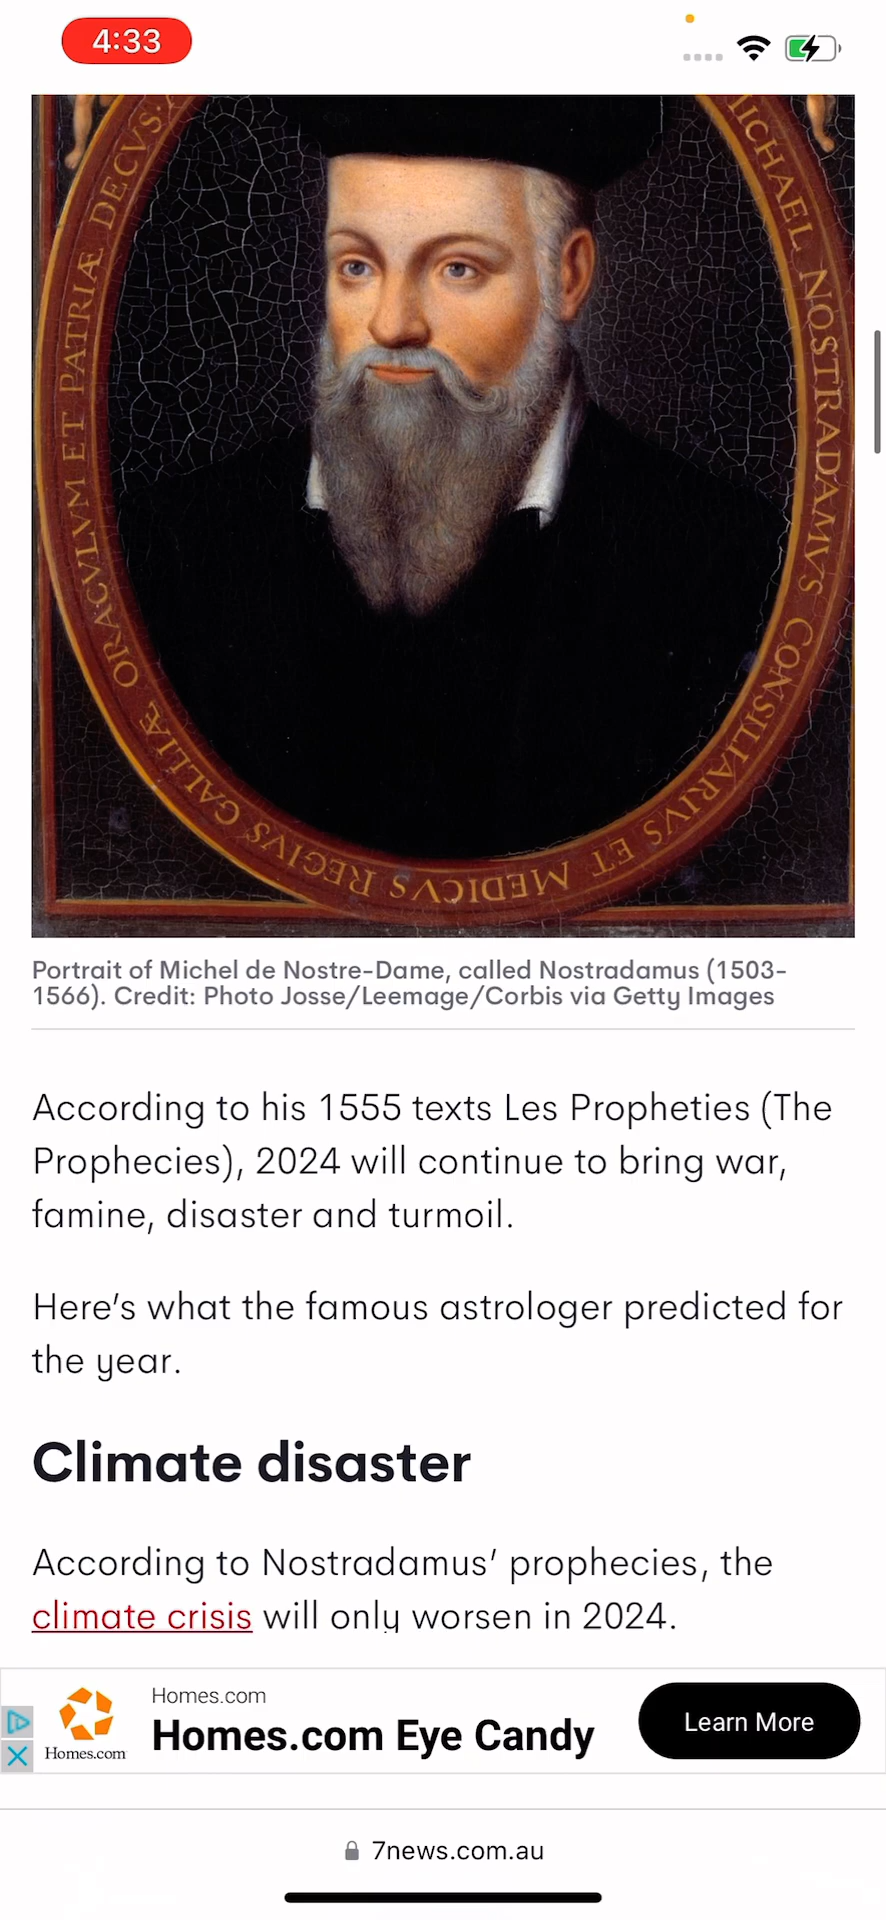 4:33
ORACVLVM ET PATRIÆ DECVS.
MICHAEL NOSTRADAMVS CONSILIARIVS ET MEDICVS REGIVS GALLIÆ
Portrait of Michel de Nostre-Dame, called Nostradamus (1503-
1566). Credit: Photo Josse/Leemage/Corbis via Getty Images
According to his 1555 texts Les Propheties (The
Prophecies), 2024 will continue to bring war,
famine, disaster and turmoil.
Here's what the famous astrologer predicted for
the year.
Climate disaster
According to Nostradamus' prophecies, the
climate crisis will only worsen in 2024.
Homes.com
Homes.com Eye Candy
Homes.com
Learn More
7news.com.au